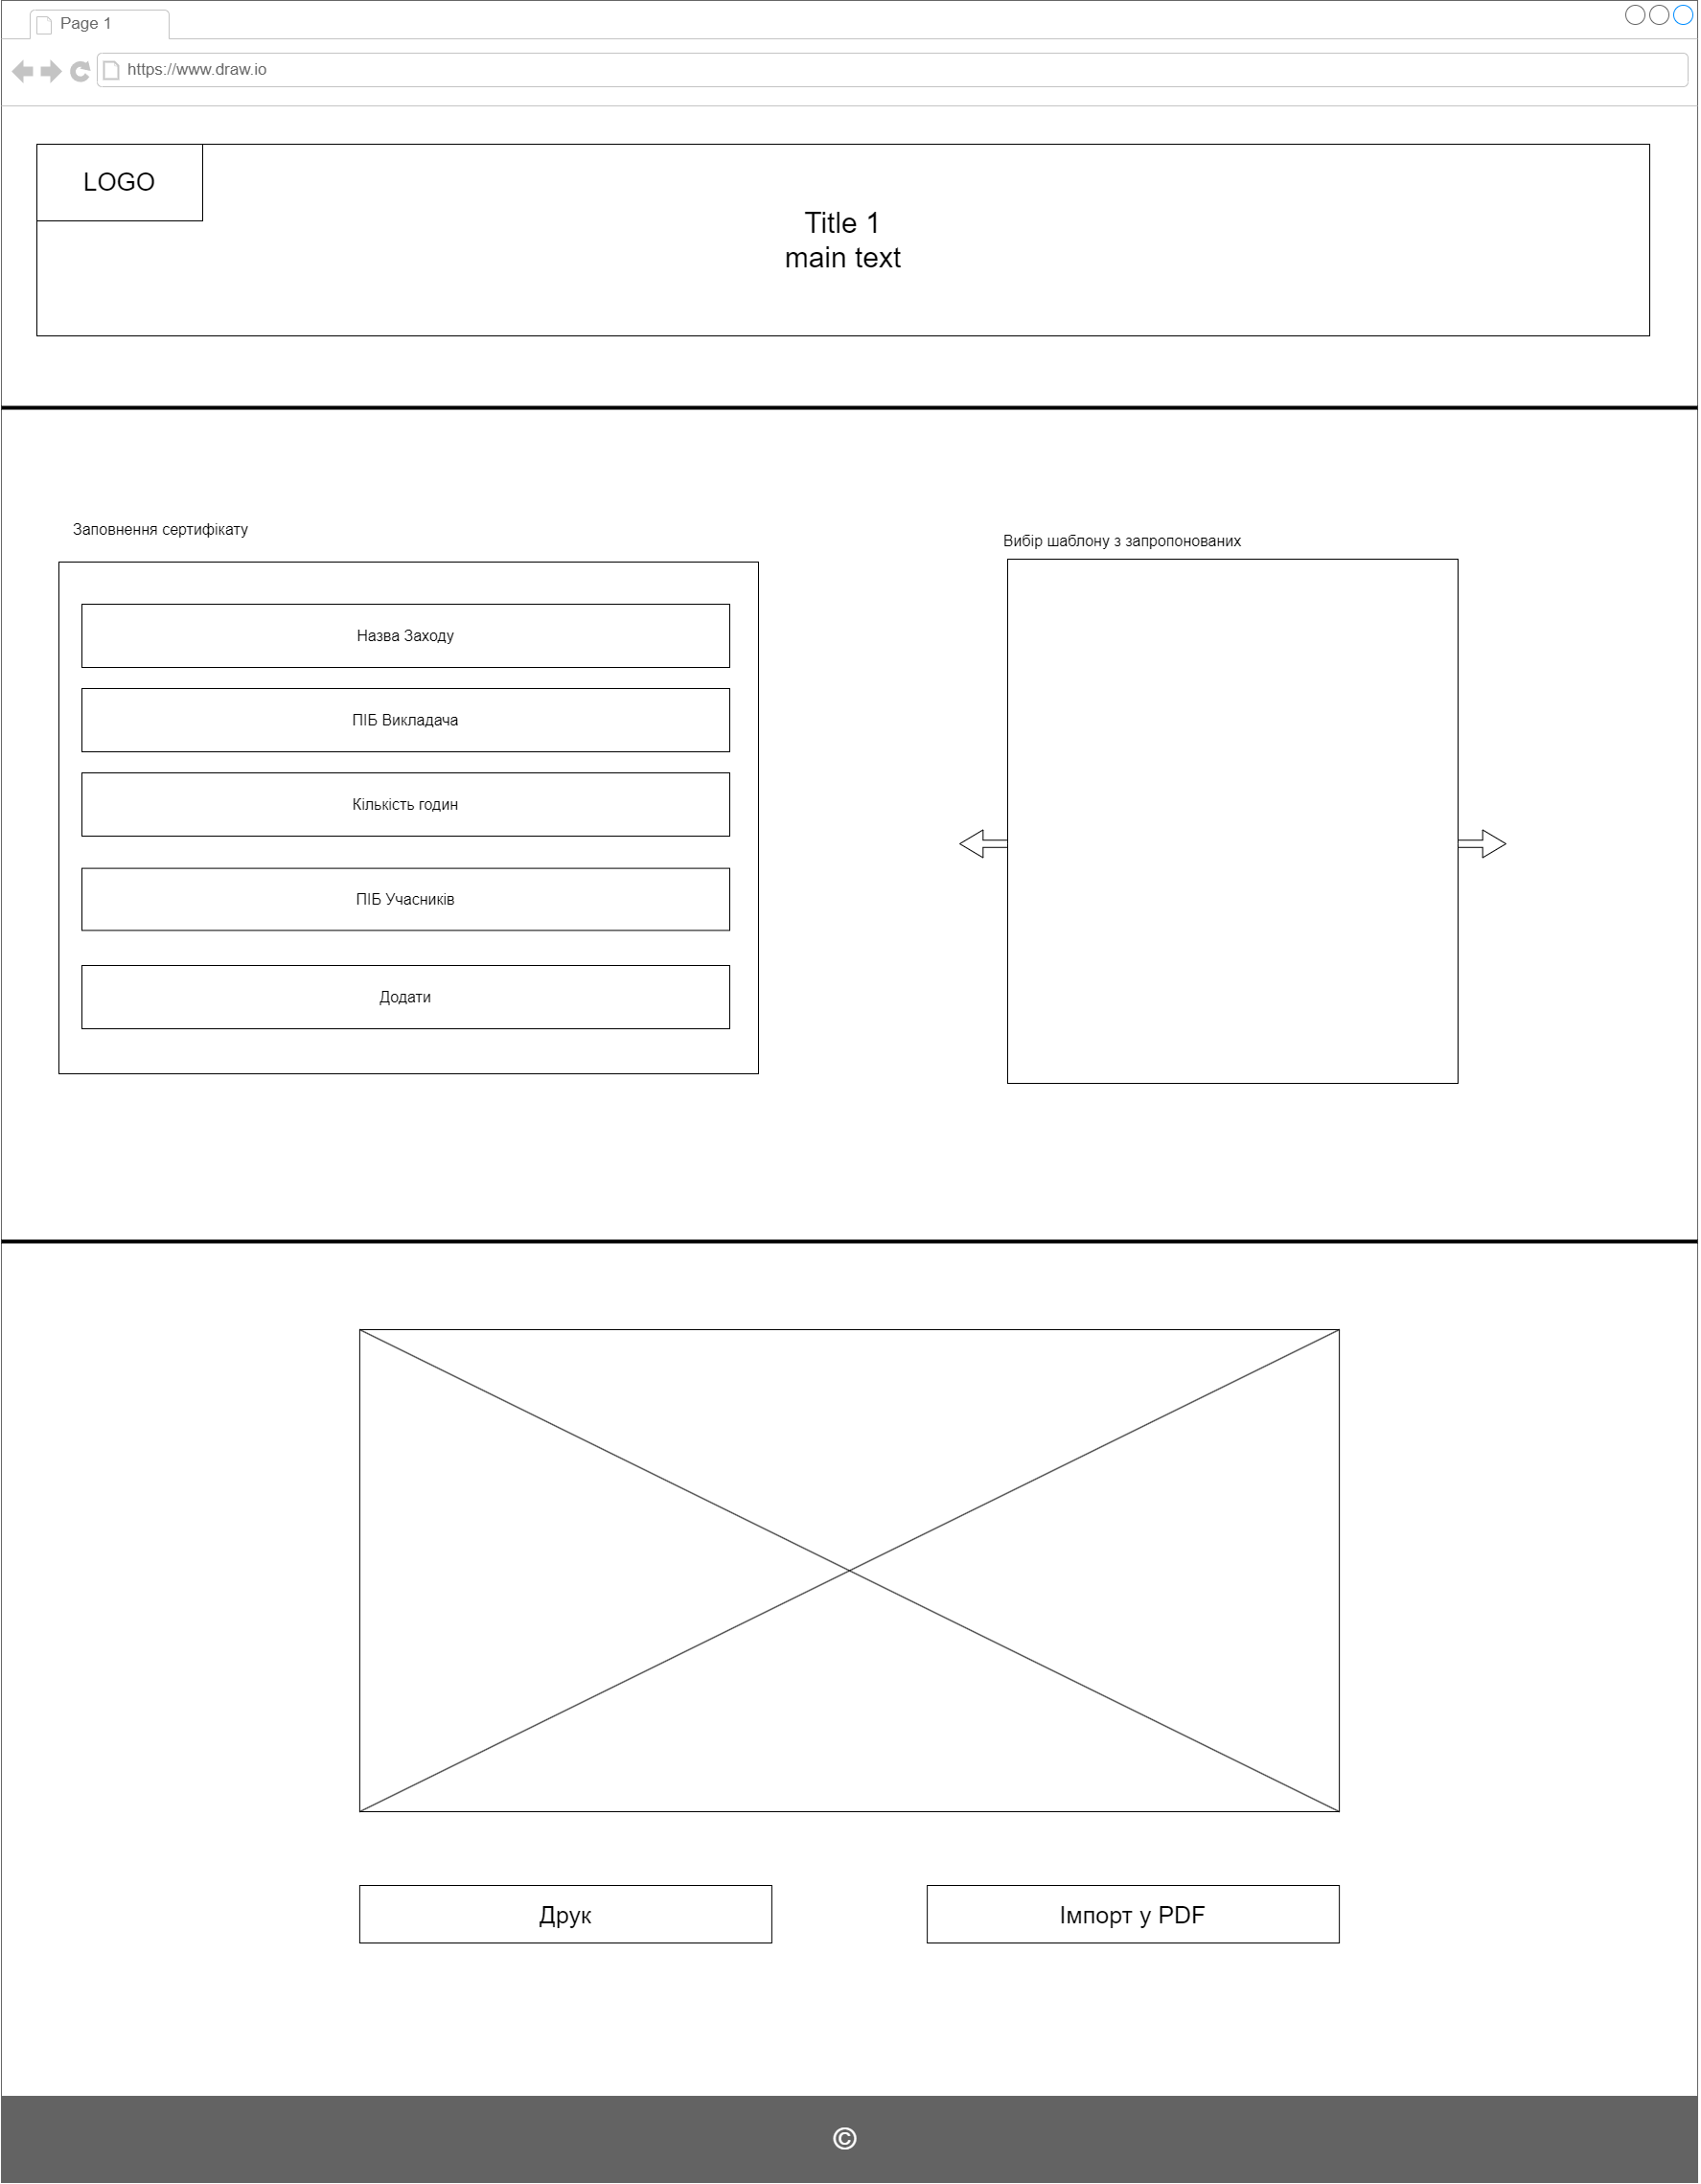 Page 1
https://www.draw.io
LOGO
Title 1
main text
Заповнення сертифікату
Вибір шаблону з запропонованих
Назва Заходу
ПІБ Викладача
Кількість годин
ПІБ Учасників
Додати
Друк
Імпорт у PDF
©